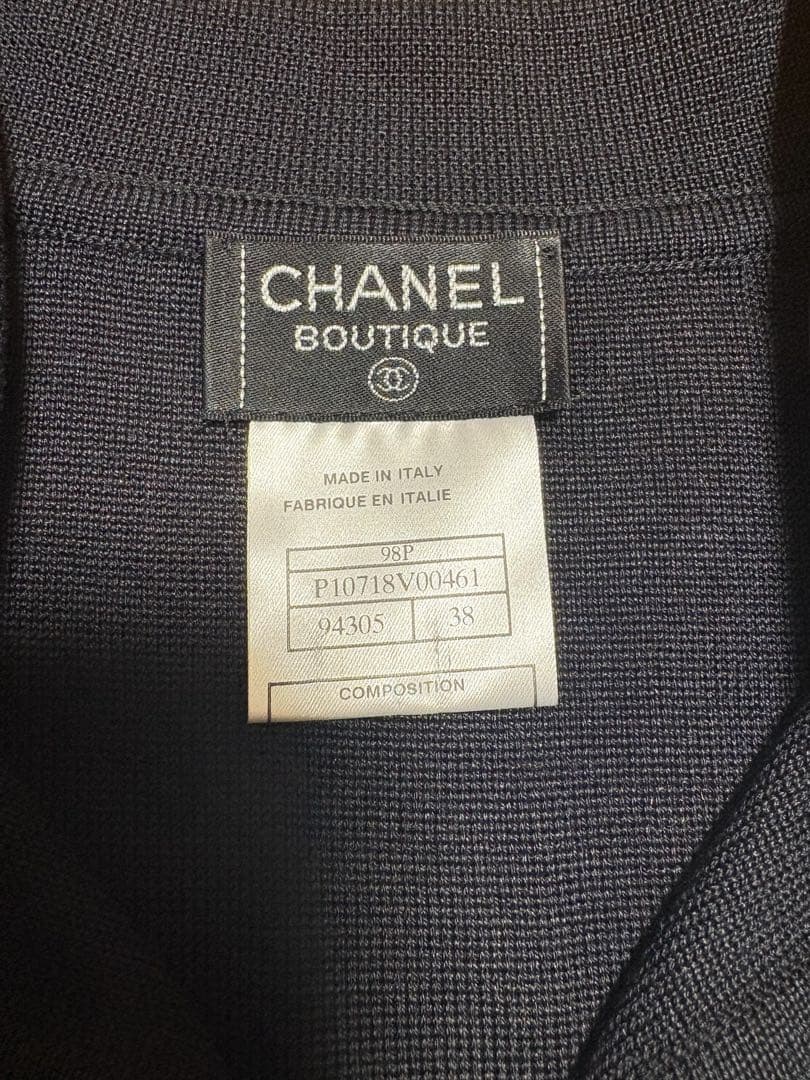 CHANEL
BOUTIQUE
MADE IN ITALY
FABRIQUE EN ITALIE
98P
P10718V00461
94305 38
COMPOSITION